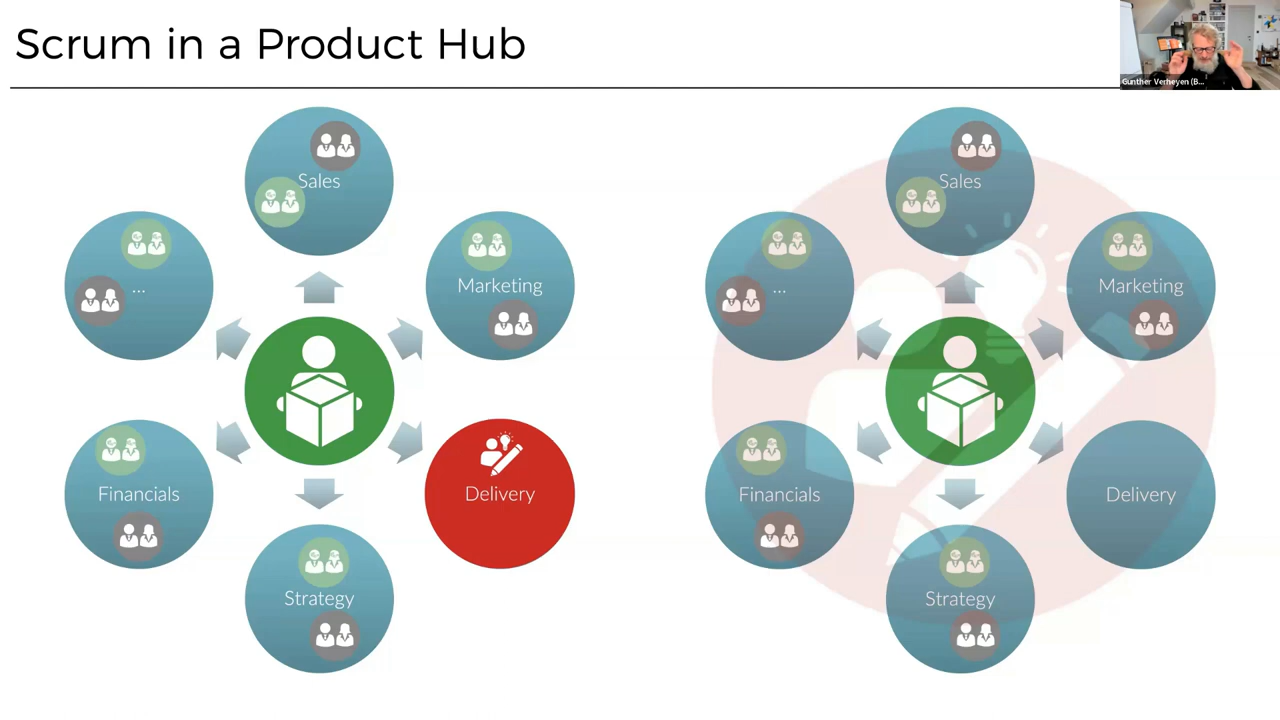 Scrum in a Product Hub
Gunther Verheyen (B...
Sales
...
Marketing
Financials
Delivery
Strategy
Sales
...
Marketing
Financials
Delivery
Strategy